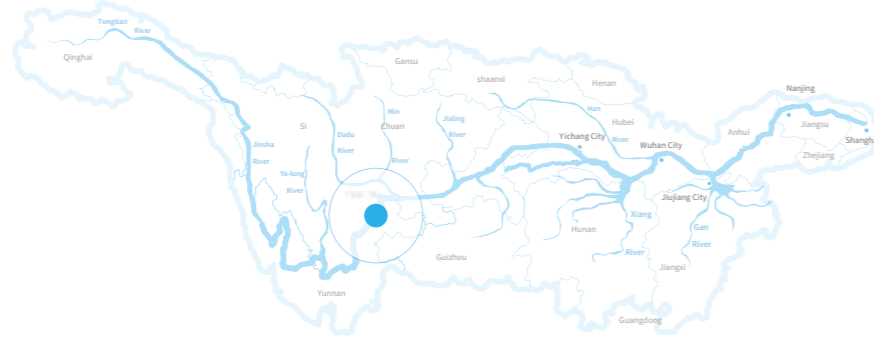 Tongtian
River
Qinghai
Gansu
shaanxi
Henan
Nanjing
Min
Han
Jialing
Hubei
Jiangsu
Si
Chuan
River
Dadu
River
Yichang City
River
Wuhan City
Anhui
Shangh
Jinsha
River
River
River
Zhejiang
Ya-long
River
Jiujiang City
Xiang
Hunan
Gan
River
River
Guizhou
Jiangxi
Yunnan
Guangdong